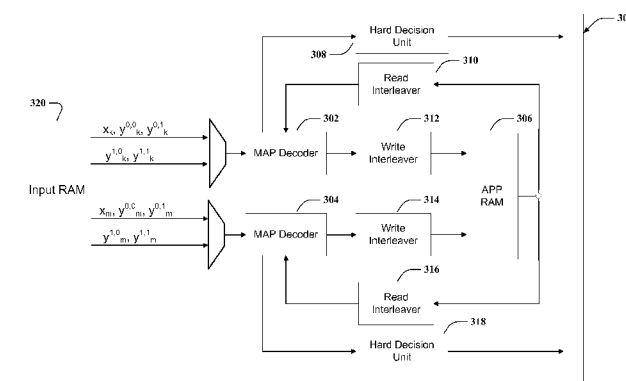 Hard Decision
Unit
308
310
Read
Interleaver
320
x_k, y^0,0_k, y^0,1_k
y^1,0_k, y^1,1_k
302
MAP Decoder
312
Write
Interleaver
306
APP
RAM
Input RAM
x_m, y^0,0_m, y^0,1_m
y^1,0_m, y^1,1_m
304
MAP Decoder
314
Write
Interleaver
316
Read
Interleaver
318
Hard Decision
Unit